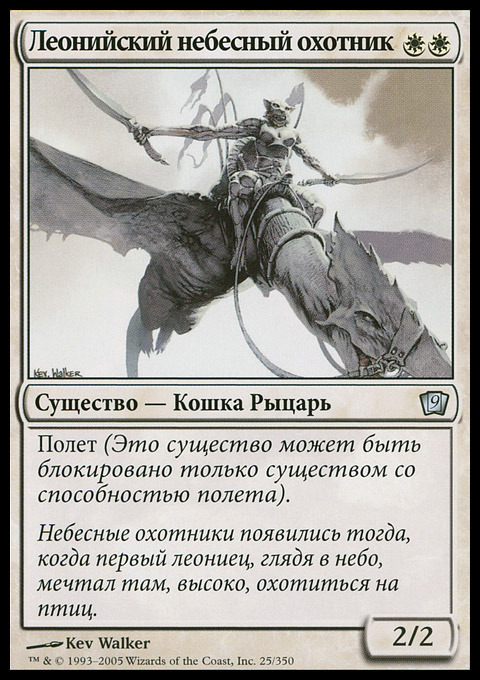 Леонийский небесный охотник
Kev. Walker
Существо — Кошка Рыцарь
9
Полет (Это существо может быть
блокировано только существом со
способностью полета).
Небесные охотники появились тогда,
когда первый леониец, глядя в небо,
мечтал там, высоко, охотиться на
птиц.
Kev Walker
2/2
™ & © 1993–2005 Wizards of the Coast, Inc. 25/350